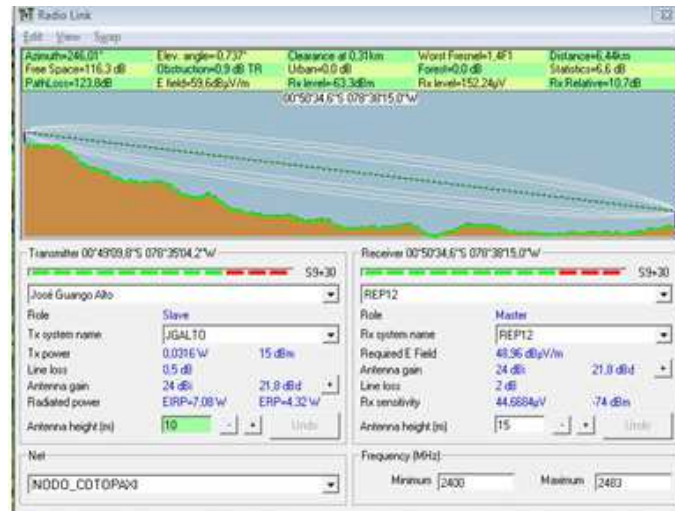 Radio Link
Edit View Swap
Azimuth=246,01° Elev. angle=-0,737° Clearance at 0,31km Worst Fresnel=1,4F1 Distance=6,44km
Free Space=116,3 dB Obstruction=0,9 dB TR Urban=0,0 dB Forest=0,0 dB Statistics=6,6 dB
PathLoss=123,8dB E field=59,6dBµV/m Rx level=-63,3dBm Rx level=152,24µV Rx Relative=10,7dB
00°50'34,6"S 078°38'15,0"W
Transmitter 00°49'09,8"S 078°35'04,2"W
S9+30
José Guango Alto
Role Slave
Tx system name JGALTO
Tx power 0,0316 W 15 dBm
Line loss 0,5 dB
Antenna gain 24 dBi 21,8 dBd +
Radiated power EIRP=7,08 W ERP=4,32 W
Antenna height (m) 10 - + Undo
Net
NODO_COTOPAXI
Receiver 00°50'34,6"S 078°38'15,0"W
S9+30
REP12
Role Master
Rx system name REP12
Required E Field 48,96 dBµV/m
Antenna gain 24 dBi 21,8 dBd +
Line loss 2 dB
Rx sensitivity 44,6684µV -74 dBm
Antenna height (m) 15 - + Undo
Frequency (MHz)
Minimum 2400 Maximum 2483